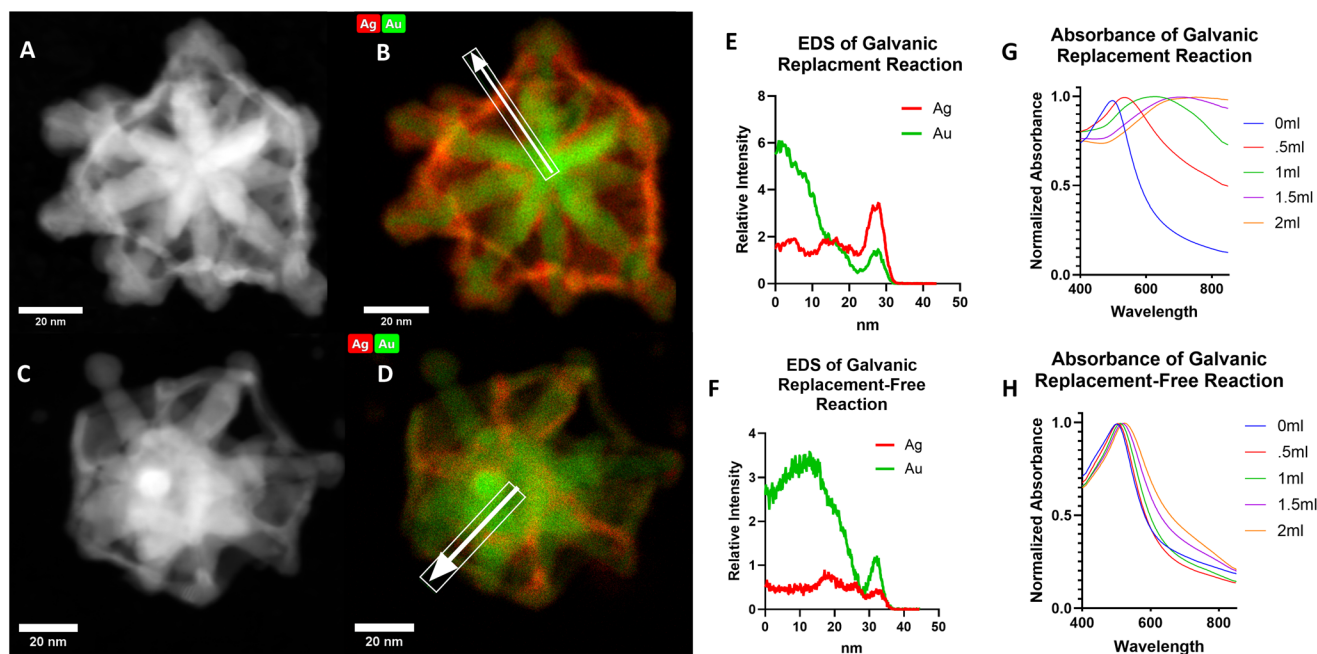 A
20 nm
Ag Au
B
20 nm
C
20 nm
Ag Au
D
20 nm
E
EDS of Galvanic
Replacment Reaction
Relative Intensity
8
6
4
2
0
0 10 20 30 40 50
nm
Ag
Au
F
EDS of Galvanic
Replacement-Free
Reaction
Relative Intensity
4
3
2
1
0
0 10 20 30 40 50
nm
Ag
Au
G
Absorbance of Galvanic
Replacement Reaction
Normalized Absorbance
1.0
0.5
0.0
400 600 800
Wavelength
0ml
.5ml
1ml
1.5ml
2ml
H
Absorbance of Galvanic
Replacement-Free Reaction
Normalized Absorbance
1.0
0.5
0.0
400 600 800
Wavelength
0ml
.5ml
1ml
1.5ml
2ml